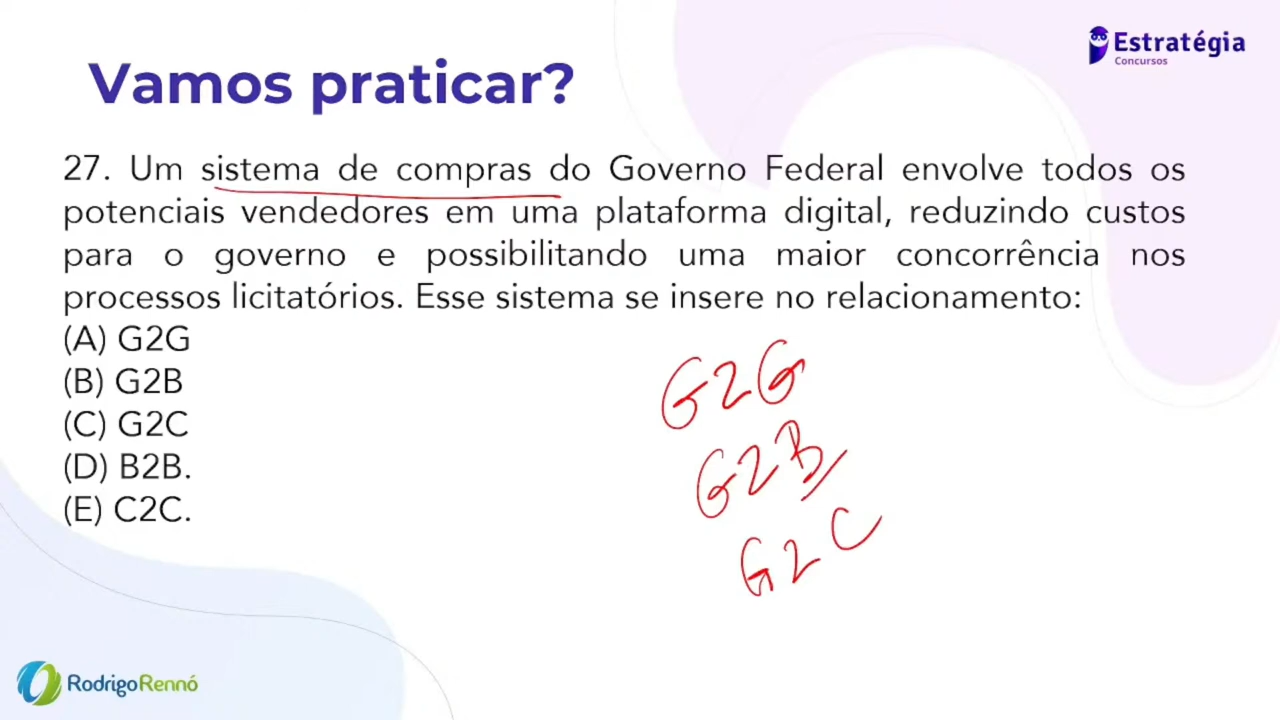 Estratégia
Concursos
Vamos praticar?
27. Um sistema de compras do Governo Federal envolve todos os
potenciais vendedores em uma plataforma digital, reduzindo custos
para o governo e possibilitando uma maior concorrência nos
processos licitatórios. Esse sistema se insere no relacionamento:
(A) G2G
(B) G2B
(C) G2C
(D) B2B.
(E) C2C.
G2G
G2B
G2C
RodrigoRennó